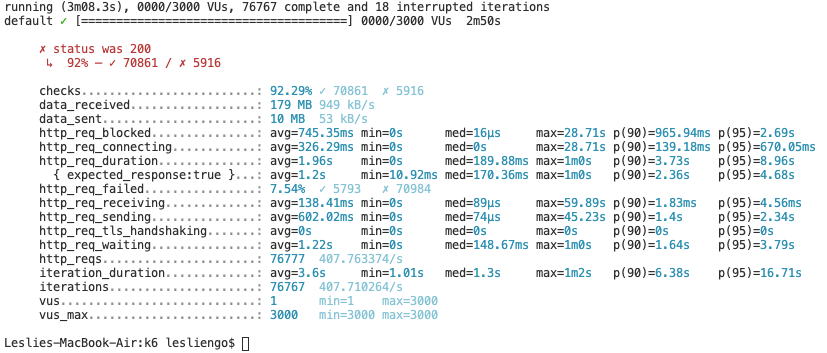 running (3m08.3s), 0000/3000 VUs, 76767 complete and 18 interrupted iterations
default ✓ [======================================] 0000/3000 VUs  2m50s
✗ status was 200
↳  92% — ✓ 70861 / ✗ 5916
checks.........................: 92.29% ✓ 70861  ✗ 5916
data_received..................: 179 MB 949 kB/s
data_sent......................: 10 MB  53 kB/s
http_req_blocked...............: avg=745.35ms min=0s      med=16µs     max=28.71s p(90)=965.94ms p(95)=2.69s
http_req_connecting............: avg=326.29ms min=0s      med=0s       max=28.71s p(90)=139.18ms p(95)=670.05ms
http_req_duration..............: avg=1.96s    min=0s      med=189.88ms max=1m0s   p(90)=3.73s    p(95)=8.96s
{ expected_response:true }...: avg=1.2s     min=10.92ms med=170.36ms max=1m0s   p(90)=2.36s    p(95)=4.68s
http_req_failed................: 7.54%  ✓ 5793   ✗ 70984
http_req_receiving.............: avg=138.41ms min=0s      med=89µs     max=59.89s p(90)=1.83ms   p(95)=4.56ms
http_req_sending...............: avg=602.02ms min=0s      med=74µs     max=45.23s p(90)=1.4s     p(95)=2.34s
http_req_tls_handshaking.......: avg=0s       min=0s      med=0s       max=0s     p(90)=0s       p(95)=0s
http_req_waiting...............: avg=1.22s    min=0s      med=148.67ms max=1m0s   p(90)=1.64s    p(95)=3.79s
http_reqs......................: 76777  407.763374/s
iteration_duration.............: avg=3.6s     min=1.01s   med=1.3s     max=1m2s   p(90)=6.38s    p(95)=16.71s
iterations.....................: 76767  407.710264/s
vus............................: 1      min=1    max=3000
vus_max........................: 3000   min=3000 max=3000
Leslies-MacBook-Air:k6 lesliengo$